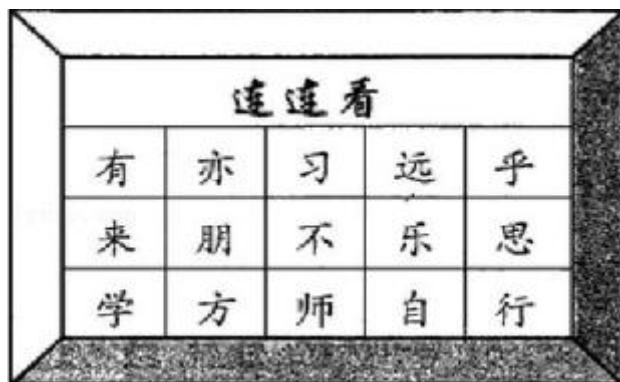 连连看
有 亦 习 远 乎
来 朋 不 乐 思
学 方 师 自 行